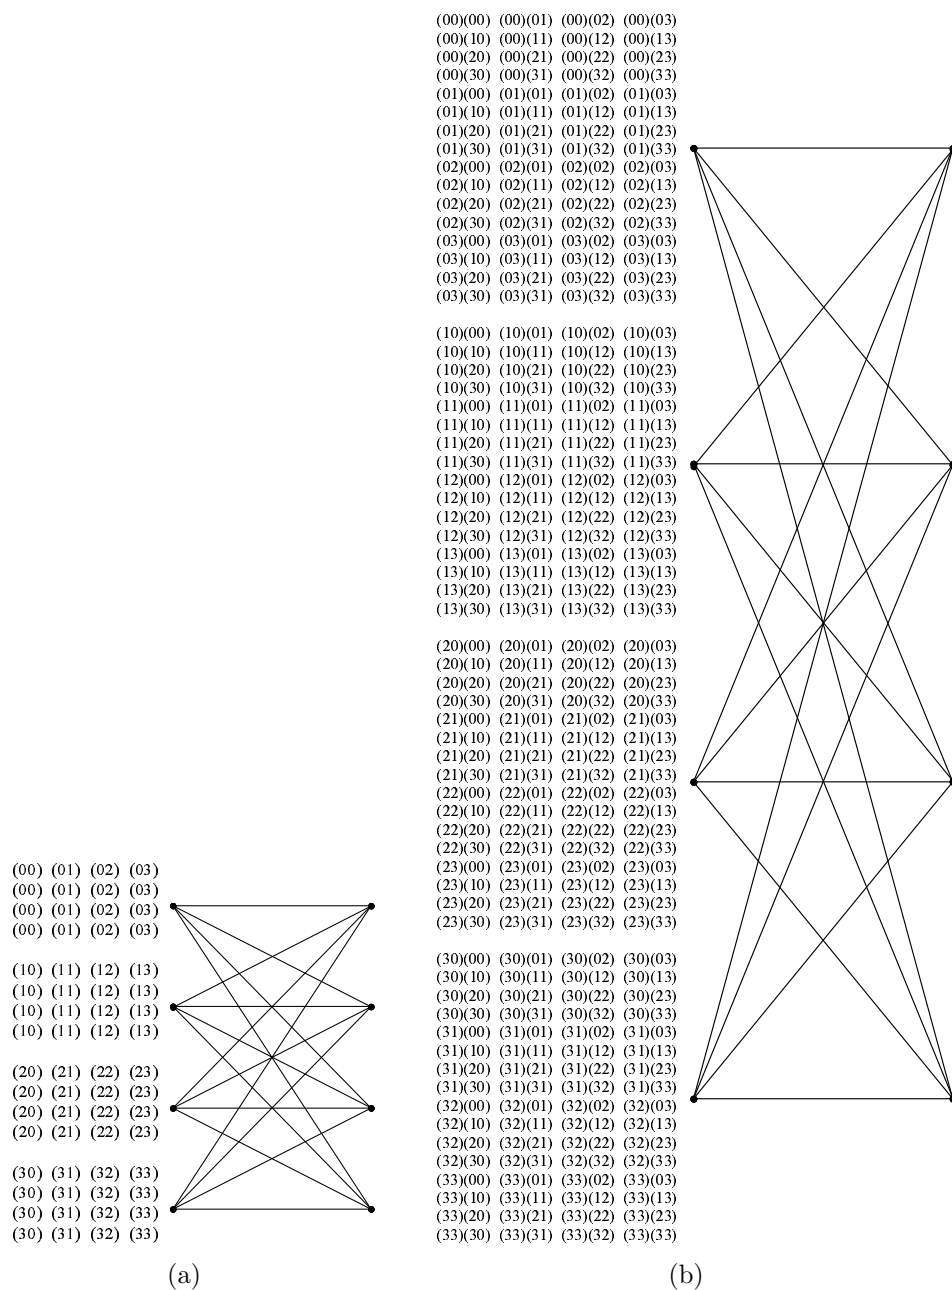 (00)(00) (00)(01) (00)(02) (00)(03)
(00)(10) (00)(11) (00)(12) (00)(13)
(00)(20) (00)(21) (00)(22) (00)(23)
(00)(30) (00)(31) (00)(32) (00)(33)
(01)(00) (01)(01) (01)(02) (01)(03)
(01)(10) (01)(11) (01)(12) (01)(13)
(01)(20) (01)(21) (01)(22) (01)(23)
(01)(30) (01)(31) (01)(32) (01)(33)
(02)(00) (02)(01) (02)(02) (02)(03)
(02)(10) (02)(11) (02)(12) (02)(13)
(02)(20) (02)(21) (02)(22) (02)(23)
(02)(30) (02)(31) (02)(32) (02)(33)
(03)(00) (03)(01) (03)(02) (03)(03)
(03)(10) (03)(11) (03)(12) (03)(13)
(03)(20) (03)(21) (03)(22) (03)(23)
(03)(30) (03)(31) (03)(32) (03)(33)
(10)(00) (10)(01) (10)(02) (10)(03)
(10)(10) (10)(11) (10)(12) (10)(13)
(10)(20) (10)(21) (10)(22) (10)(23)
(10)(30) (10)(31) (10)(32) (10)(33)
(11)(00) (11)(01) (11)(02) (11)(03)
(11)(10) (11)(11) (11)(12) (11)(13)
(11)(20) (11)(21) (11)(22) (11)(23)
(11)(30) (11)(31) (11)(32) (11)(33)
(12)(00) (12)(01) (12)(02) (12)(03)
(12)(10) (12)(11) (12)(12) (12)(13)
(12)(20) (12)(21) (12)(22) (12)(23)
(12)(30) (12)(31) (12)(32) (12)(33)
(13)(00) (13)(01) (13)(02) (13)(03)
(13)(10) (13)(11) (13)(12) (13)(13)
(13)(20) (13)(21) (13)(22) (13)(23)
(13)(30) (13)(31) (13)(32) (13)(33)
(20)(00) (20)(01) (20)(02) (20)(03)
(20)(10) (20)(11) (20)(12) (20)(13)
(20)(20) (20)(21) (20)(22) (20)(23)
(20)(30) (20)(31) (20)(32) (20)(33)
(21)(00) (21)(01) (21)(02) (21)(03)
(21)(10) (21)(11) (21)(12) (21)(13)
(21)(20) (21)(21) (21)(22) (21)(23)
(21)(30) (21)(31) (21)(32) (21)(33)
(22)(00) (22)(01) (22)(02) (22)(03)
(22)(10) (22)(11) (22)(12) (22)(13)
(22)(20) (22)(21) (22)(22) (22)(23)
(22)(30) (22)(31) (22)(32) (22)(33)
(23)(00) (23)(01) (23)(02) (23)(03)
(23)(10) (23)(11) (23)(12) (23)(13)
(23)(20) (23)(21) (23)(22) (23)(23)
(23)(30) (23)(31) (23)(32) (23)(33)
(30)(00) (30)(01) (30)(02) (30)(03)
(30)(10) (30)(11) (30)(12) (30)(13)
(30)(20) (30)(21) (30)(22) (30)(23)
(30)(30) (30)(31) (30)(32) (30)(33)
(31)(00) (31)(01) (31)(02) (31)(03)
(31)(10) (31)(11) (31)(12) (31)(13)
(31)(20) (31)(21) (31)(22) (31)(23)
(31)(30) (31)(31) (31)(32) (31)(33)
(32)(00) (32)(01) (32)(02) (32)(03)
(32)(10) (32)(11) (32)(12) (32)(13)
(32)(20) (32)(21) (32)(22) (32)(23)
(32)(30) (32)(31) (32)(32) (32)(33)
(33)(00) (33)(01) (33)(02) (33)(03)
(33)(10) (33)(11) (33)(12) (33)(13)
(33)(20) (33)(21) (33)(22) (33)(23)
(33)(30) (33)(31) (33)(32) (33)(33)
(00) (01) (02) (03)
(00) (01) (02) (03)
(00) (01) (02) (03)
(00) (01) (02) (03)
(10) (11) (12) (13)
(10) (11) (12) (13)
(10) (11) (12) (13)
(10) (11) (12) (13)
(20) (21) (22) (23)
(20) (21) (22) (23)
(20) (21) (22) (23)
(20) (21) (22) (23)
(30) (31) (32) (33)
(30) (31) (32) (33)
(30) (31) (32) (33)
(30) (31) (32) (33)
(a)
(b)